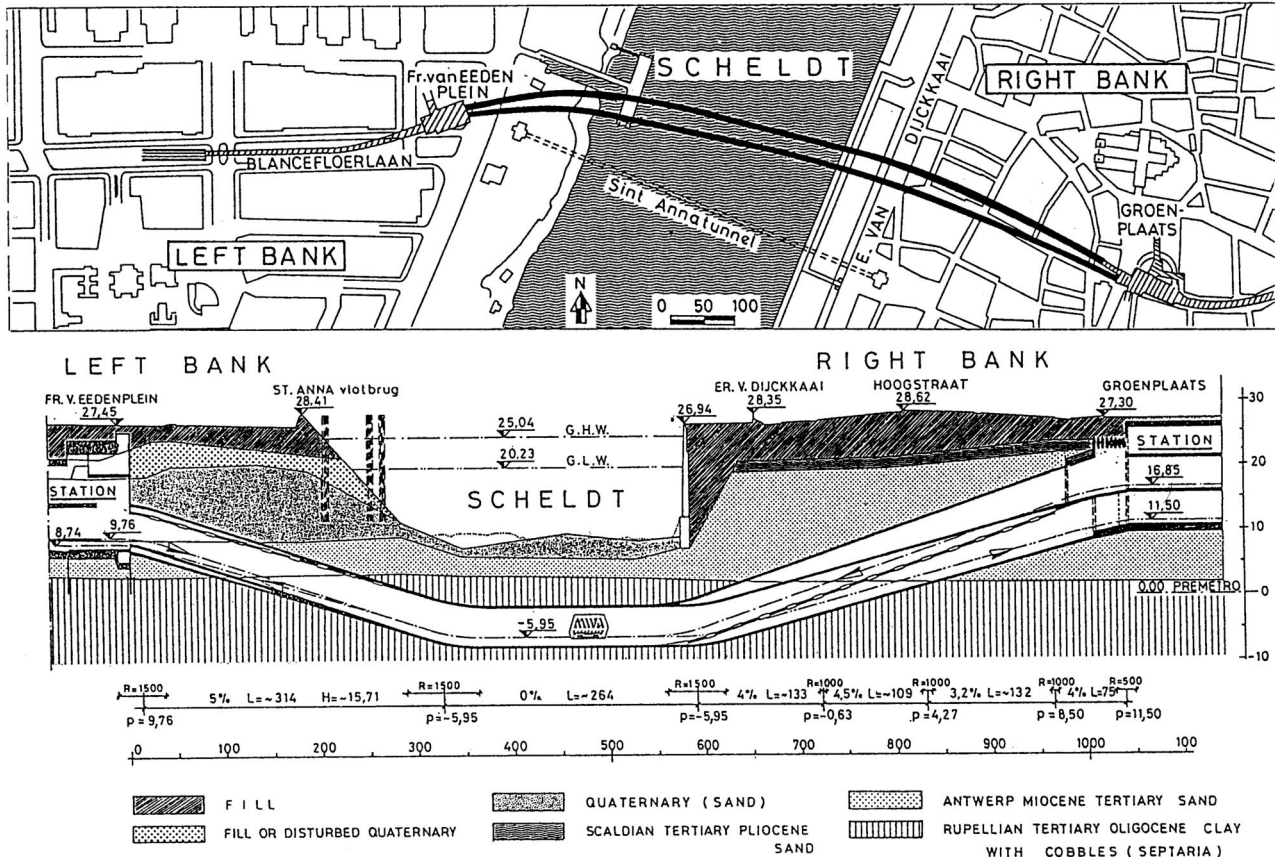 SCHELDT
RIGHT BANK
Fr. van EEDEN
PLEIN
BLANCEFLOERLAAN
LEFT BANK
Sint Annatunnel
E. VAN DIJCKKAAI
GROEN-
PLAATS
N
0 50 100
LEFT BANK
RIGHT BANK
FR. V. EEDENPLEIN
27,45
ST. ANNA vlotbrug
28,41
26,94
ER. V. DIJCKKAAI
28,35
HOOGSTRAAT
28,62
GROENPLAATS
27,30
30
25,04 G.H.W.
20,23 G.L.W.
SCHELDT
STATION
20
16,85
11,50
10
STATION
8,74
9,76
0.00 PREMETRO
0
-5,95
MIVA
-10
R=1500 5% L=~314 H=~15,71 R=1500 0% L=~264 R=1500 4% L=~133 R=1000 4,5% L=~109 R=1000 3,2% L=~132 R=1000 4% L=75 R=500
p=9,76 p=-5,95 p=-5,95 p=-0,63 p=4,27 p=8,50 p=11,50
0 100 200 300 400 500 600 700 800 900 1000 100
FILL
QUATERNARY (SAND)
ANTWERP MIOCENE TERTIARY SAND
FILL OR DISTURBED QUATERNARY
SCALDIAN TERTIARY PLIOCENE
SAND
RUPELLIAN TERTIARY OLIGOCENE CLAY
WITH COBBLES (SEPTARIA)